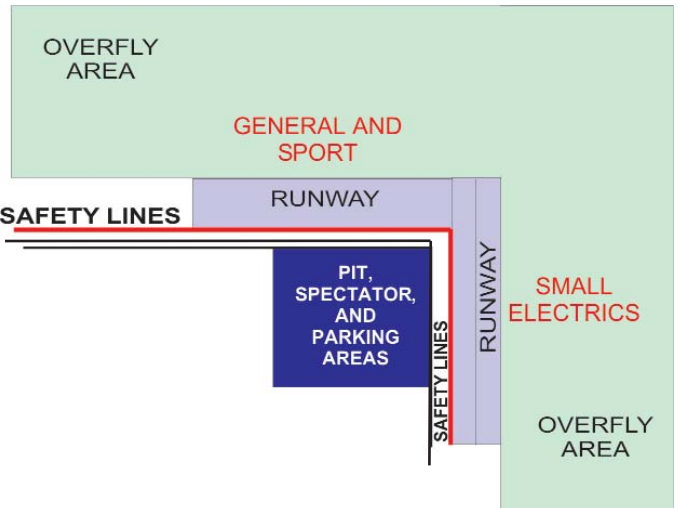 OVERFLY
AREA
GENERAL AND
SPORT
RUNWAY
SAFETY LINES
PIT,
SPECTATOR,
AND
PARKING
AREAS
SAFETY LINES
RUNWAY
SMALL
ELECTRICS
OVERFLY
AREA